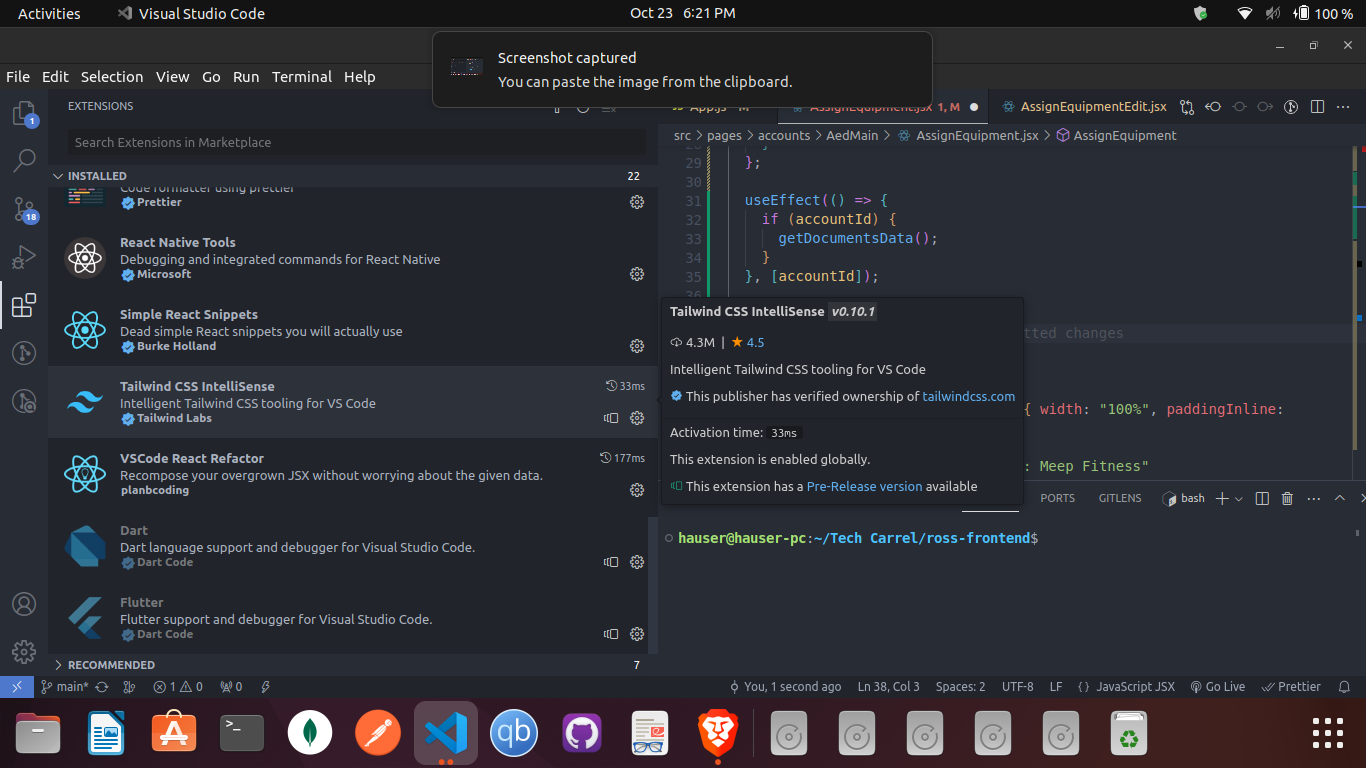 Activities
Visual Studio Code
Oct 23 6:21 PM
100 %
Screenshot captured
You can paste the image from the clipboard.
File Edit Selection View Go Run Terminal Help
EXTENSIONS
Search Extensions in Marketplace
INSTALLED
22
Code formatter using prettier
Prettier
React Native Tools
Debugging and integrated commands for React Native
Microsoft
Simple React Snippets
Dead simple React snippets you will actually use
Burke Holland
Tailwind CSS IntelliSense
33ms
Intelligent Tailwind CSS tooling for VS Code
Tailwind Labs
VSCode React Refactor
177ms
Recompose your overgrown JSX without worrying about the given data.
planbcoding
Dart
Dart language support and debugger for Visual Studio Code.
Dart Code
Flutter
Flutter support and debugger for Visual Studio Code.
Dart Code
RECOMMENDED
7
1
18
App.js M
AssignEquipment.jsx 1, M
AssignEquipmentEdit.jsx
src > pages > accounts > AedMain > AssignEquipment.jsx > AssignEquipment
28 }
29 };
30
31 useEffect(() => {
32 if (accountId) {
33 getDocumentsData();
34 }
35 }, [accountId]);
36
tted changes
{ width: "100%", paddingInline:
: Meep Fitness"
Tailwind CSS IntelliSense v0.10.1
4.3M | 4.5
Intelligent Tailwind CSS tooling for VS Code
This publisher has verified ownership of tailwindcss.com
Activation time: 33ms
This extension is enabled globally.
This extension has a Pre-Release version available
PORTS GITLENS bash
hauser@hauser-pc:~/Tech Carrel/ross-frontend$
main* 1 0 0
You, 1 second ago Ln 38, Col 3 Spaces: 2 UTF-8 LF {} JavaScript JSX Go Live Prettier
>_
qb